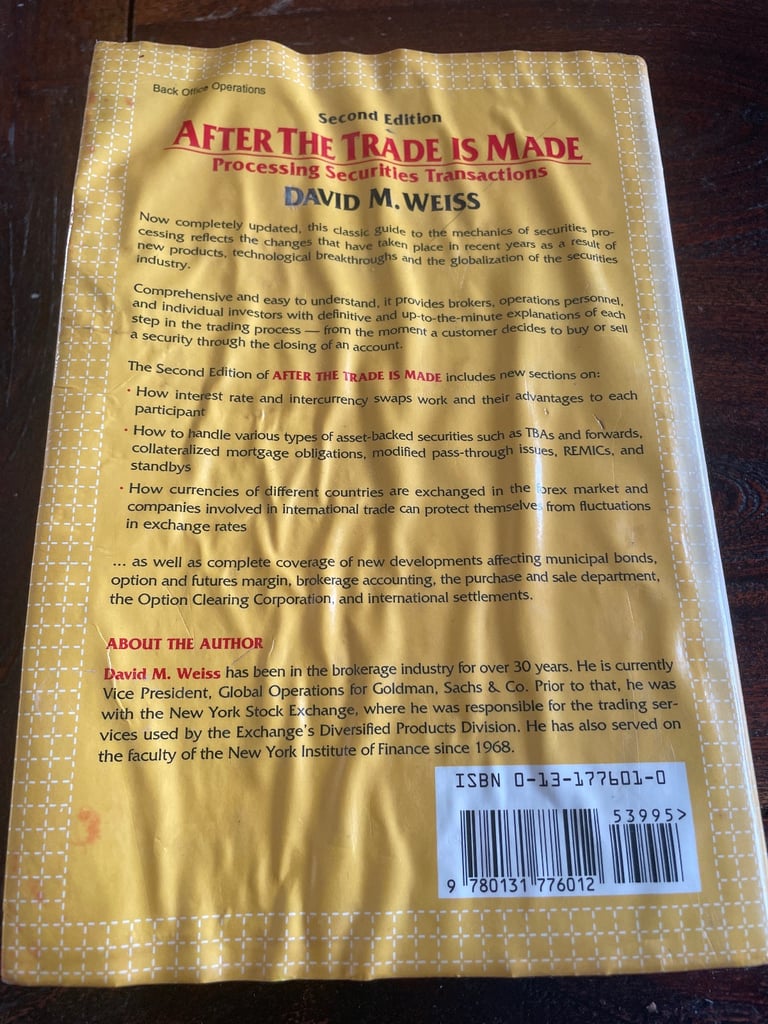 Back Office Operations
Second Edition
AFTER THE TRADE IS MADE
Processing Securities Transactions
DAVID M. WEISS
Now completely updated, this classic guide to the mechanics of securities pro-
cessing reflects the changes that have taken place in recent years as a result of
new products, technological breakthroughs and the globalization of the securities
industry.
Comprehensive and easy to understand, it provides brokers, operations personnel,
and individual investors with definitive and up-to-the-minute explanations of each
step in the trading process — from the moment a customer decides to buy or sell
a security through the closing of an account.
The Second Edition of AFTER THE TRADE IS MADE includes new sections on:
· How interest rate and intercurrency swaps work and their advantages to each
participant
· How to handle various types of asset-backed securities such as TBAs and forwards,
collateralized mortgage obligations, modified pass-through issues, REMICs, and
standbys
· How currencies of different countries are exchanged in the forex market and
companies involved in international trade can protect themselves from fluctuations
in exchange rates
... as well as complete coverage of new developments affecting municipal bonds,
option and futures margin, brokerage accounting, the purchase and sale department,
the Option Clearing Corporation, and international settlements.
ABOUT THE AUTHOR
David M. Weiss has been in the brokerage industry for over 30 years. He is currently
Vice President, Global Operations for Goldman, Sachs & Co. Prior to that, he was
with the New York Stock Exchange, where he was responsible for the trading ser-
vices used by the Exchange's Diversified Products Division. He has also served on
the faculty of the New York Institute of Finance since 1968.
ISBN 0-13-177601-0
53995>
9 780131 776012